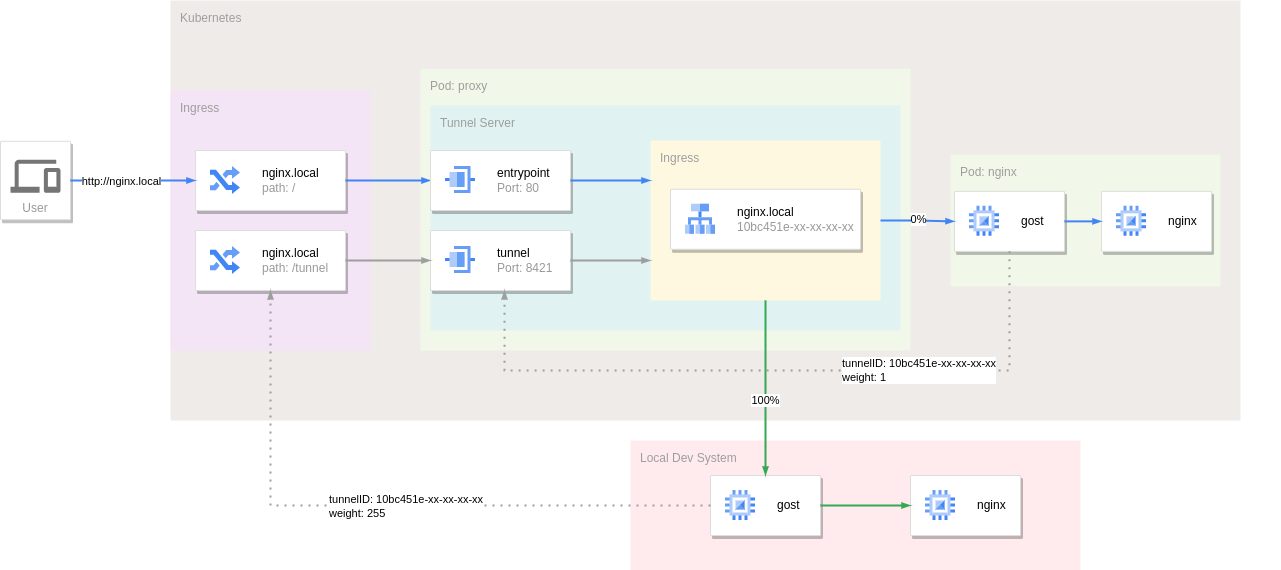 Kubernetes
Pod: proxy
Ingress
Tunnel Server
Ingress
Pod: nginx
nginx.local
path: /
entrypoint
Port: 80
http://nginx.local
User
nginx.local
10bc451e-xx-xx-xx-xx
0%
gost
nginx
nginx.local
path: /tunnel
tunnel
Port: 8421
tunnelID: 10bc451e-xx-xx-xx-xx
weight: 1
100%
Local Dev System
tunnelID: 10bc451e-xx-xx-xx-xx
weight: 255
gost
nginx